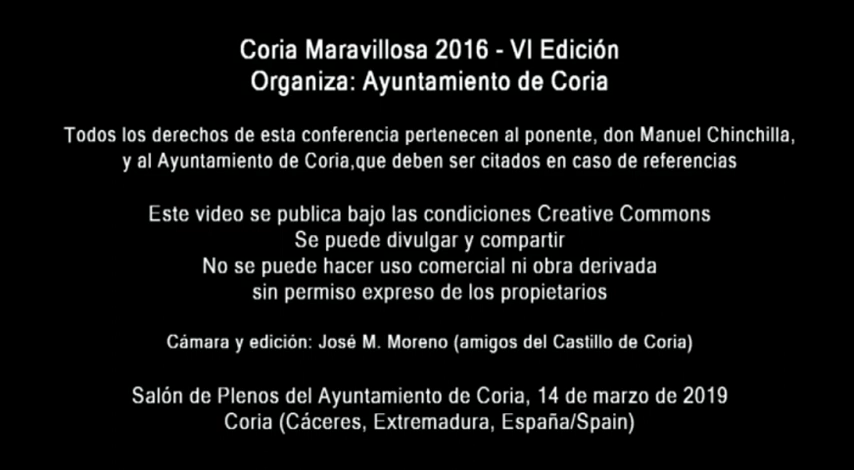 Coria Maravillosa 2016 - VI Edición
Organiza: Ayuntamiento de Coria
Todos los derechos de esta conferencia pertenecen al ponente, don Manuel Chinchilla,
y al Ayuntamiento de Coria,que deben ser citados en caso de referencias
Este video se publica bajo las condiciones Creative Commons
Se puede divulgar y compartir
No se puede hacer uso comercial ni obra derivada
sin permiso expreso de los propietarios
Cámara y edición: José M. Moreno (amigos del Castillo de Coria)
Salón de Plenos del Ayuntamiento de Coria, 14 de marzo de 2019
Coria (Cáceres, Extremadura, España/Spain)